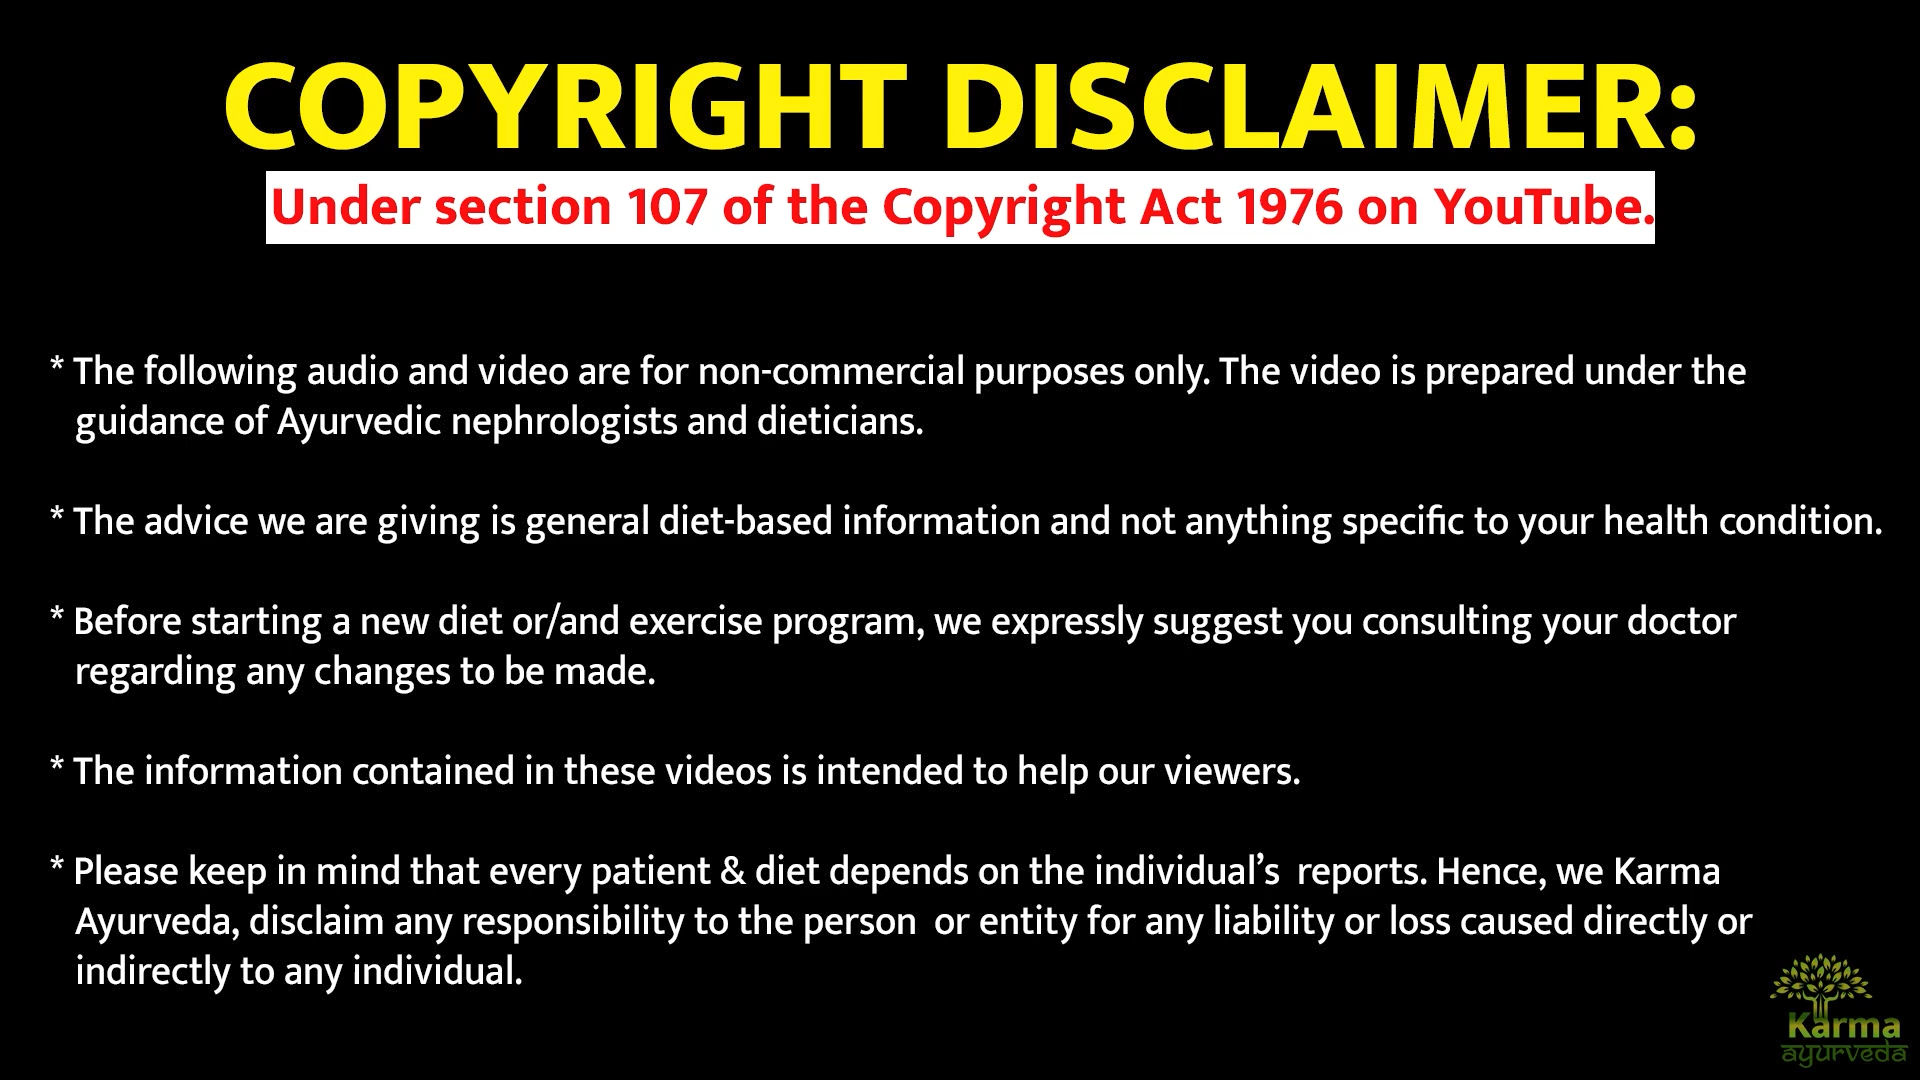 COPYRIGHT DISCLAIMER:
Under section 107 of the Copyright Act 1976 on YouTube.
* The following audio and video are for non-commercial purposes only. The video is prepared under the
guidance of Ayurvedic nephrologists and dieticians.
* The advice we are giving is general diet-based information and not anything specific to your health condition.
* Before starting a new diet or/and exercise program, we expressly suggest you consulting your doctor
regarding any changes to be made.
* The information contained in these videos is intended to help our viewers.
* Please keep in mind that every patient & diet depends on the individual’s  reports. Hence, we Karma
Ayurveda, disclaim any responsibility to the person  or entity for any liability or loss caused directly or
indirectly to any individual.
Karma
ayurveda